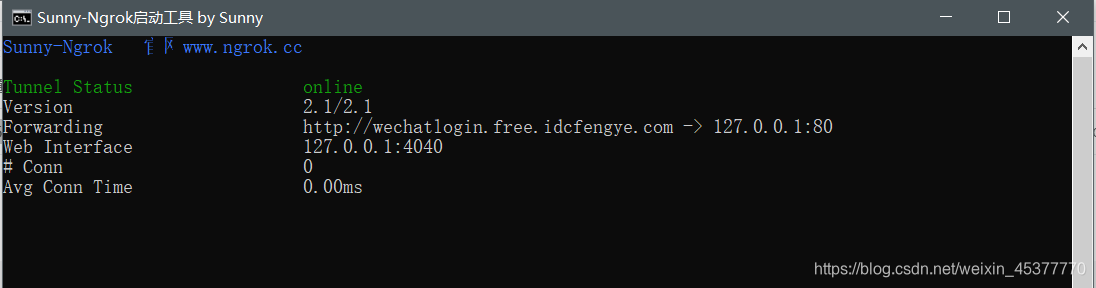 Sunny-Ngrok启动工具 by Sunny
Sunny-Ngrok 官网 www.ngrok.cc
Tunnel Status online
Version 2.1/2.1
Forwarding http://wechatlogin.free.idcfengye.com -> 127.0.0.1:80
Web Interface 127.0.0.1:4040
# Conn 0
Avg Conn Time 0.00ms
https://blog.csdn.net/weixin_45377770